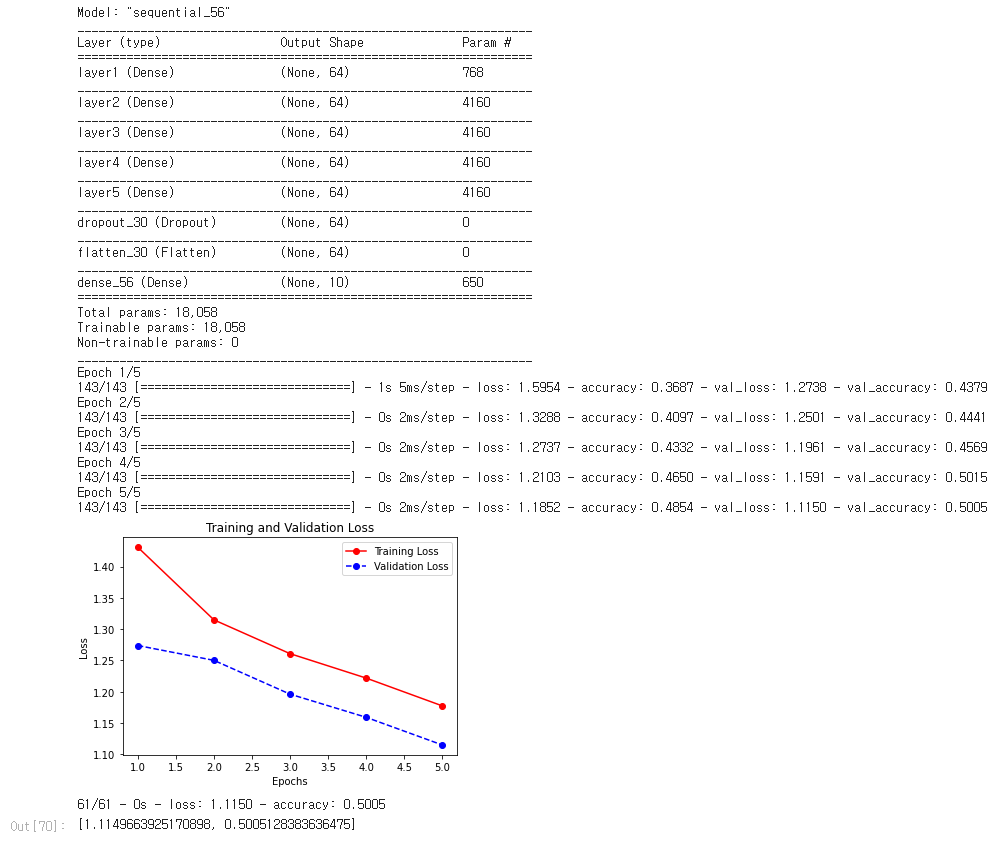 Model: "sequential_56"
Layer (type) Output Shape Param #
layer1 (Dense) (None, 64) 768
layer2 (Dense) (None, 64) 4160
layer3 (Dense) (None, 64) 4160
layer4 (Dense) (None, 64) 4160
layer5 (Dense) (None, 64) 4160
dropout_30 (Dropout) (None, 64) 0
flatten_30 (Flatten) (None, 64) 0
dense_56 (Dense) (None, 10) 650
Total params: 18,058
Trainable params: 18,058
Non-trainable params: 0
Epoch 1/5
143/143 [==============================] - 1s 5ms/step - loss: 1.5954 - accuracy: 0.3687 - val_loss: 1.2738 - val_accuracy: 0.4379
Epoch 2/5
143/143 [==============================] - 0s 2ms/step - loss: 1.3288 - accuracy: 0.4097 - val_loss: 1.2501 - val_accuracy: 0.4441
Epoch 3/5
143/143 [==============================] - 0s 2ms/step - loss: 1.2737 - accuracy: 0.4332 - val_loss: 1.1961 - val_accuracy: 0.4569
Epoch 4/5
143/143 [==============================] - 0s 2ms/step - loss: 1.2103 - accuracy: 0.4650 - val_loss: 1.1591 - val_accuracy: 0.5015
Epoch 5/5
143/143 [==============================] - 0s 2ms/step - loss: 1.1852 - accuracy: 0.4854 - val_loss: 1.1150 - val_accuracy: 0.5005
Training and Validation Loss
Training Loss
Validation Loss
1.40
1.35
1.30
1.25
1.20
1.15
1.10
Loss
1.0 1.5 2.0 2.5 3.0 3.5 4.0 4.5 5.0
Epochs
61/61 - 0s - loss: 1.1150 - accuracy: 0.5005
Out[70]: [1.1149663925170898, 0.5005128383636475]